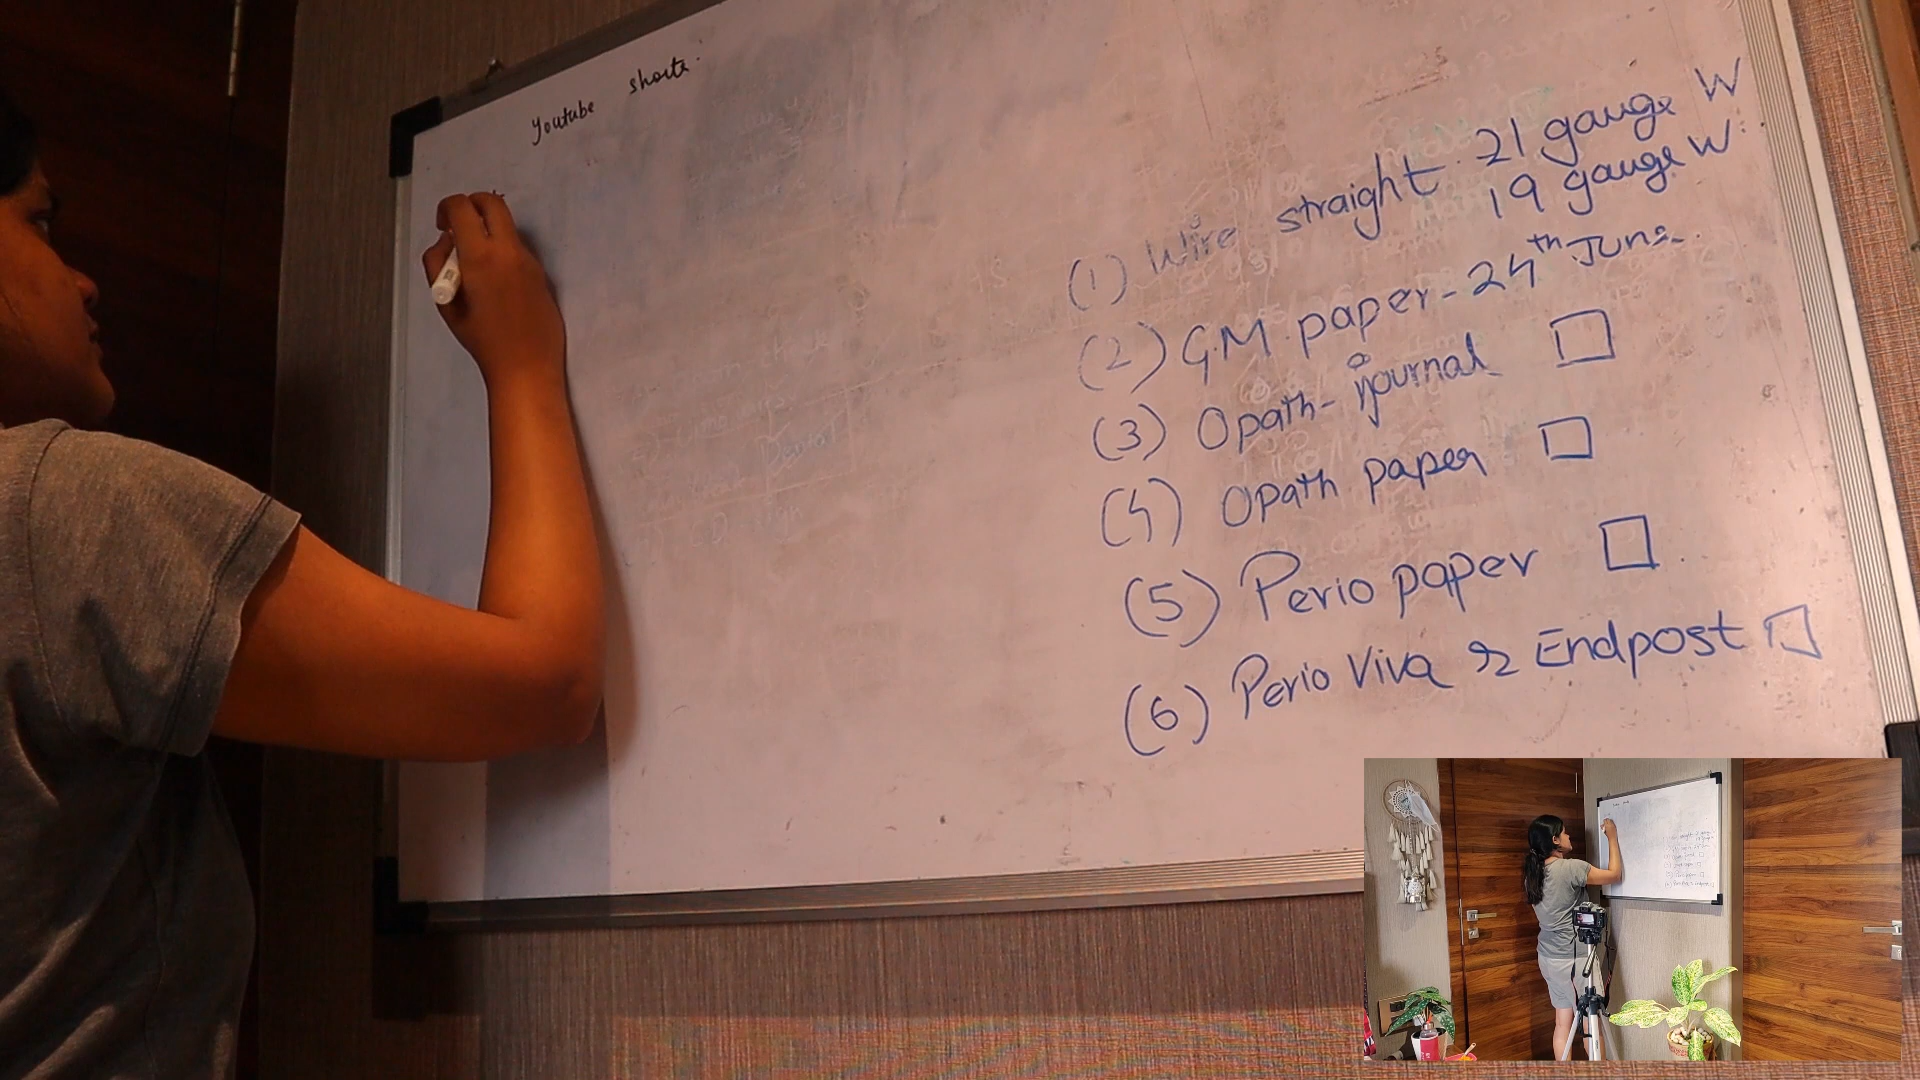 Youtube shorts.
(1) Wire straight 21 gauge W
19 gauge W
(2) G.M. paper - 24th June
(3) Opath - journal
(4) Opath paper
(5) Perio paper
(6) Perio Viva & Endpost